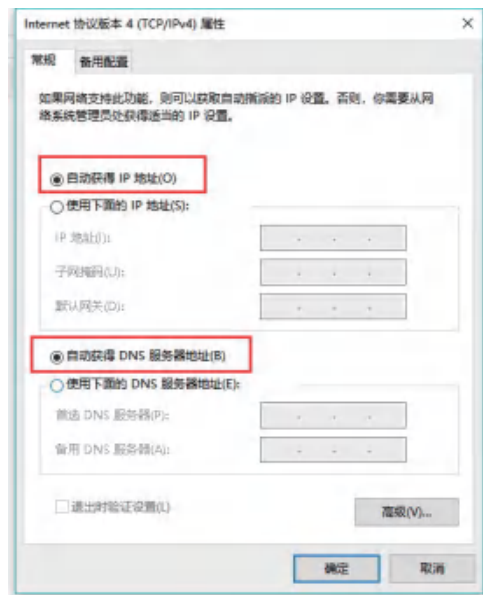 Internet 协议版本 4 (TCP/IPv4) 属性
常规
备用配置
如果网络支持此功能，则可以获取自动指派的 IP 设置。否则，你需要从网
络系统管理员处获得适当的 IP 设置。
自动获得 IP 地址(O)
使用下面的 IP 地址(S):
IP 地址(I):
子网掩码(U):
默认网关(D):
自动获得 DNS 服务器地址(B)
使用下面的 DNS 服务器地址(E):
首选 DNS 服务器(P):
备用 DNS 服务器(A):
退出时验证设置(L)
高级(V)...
确定
取消